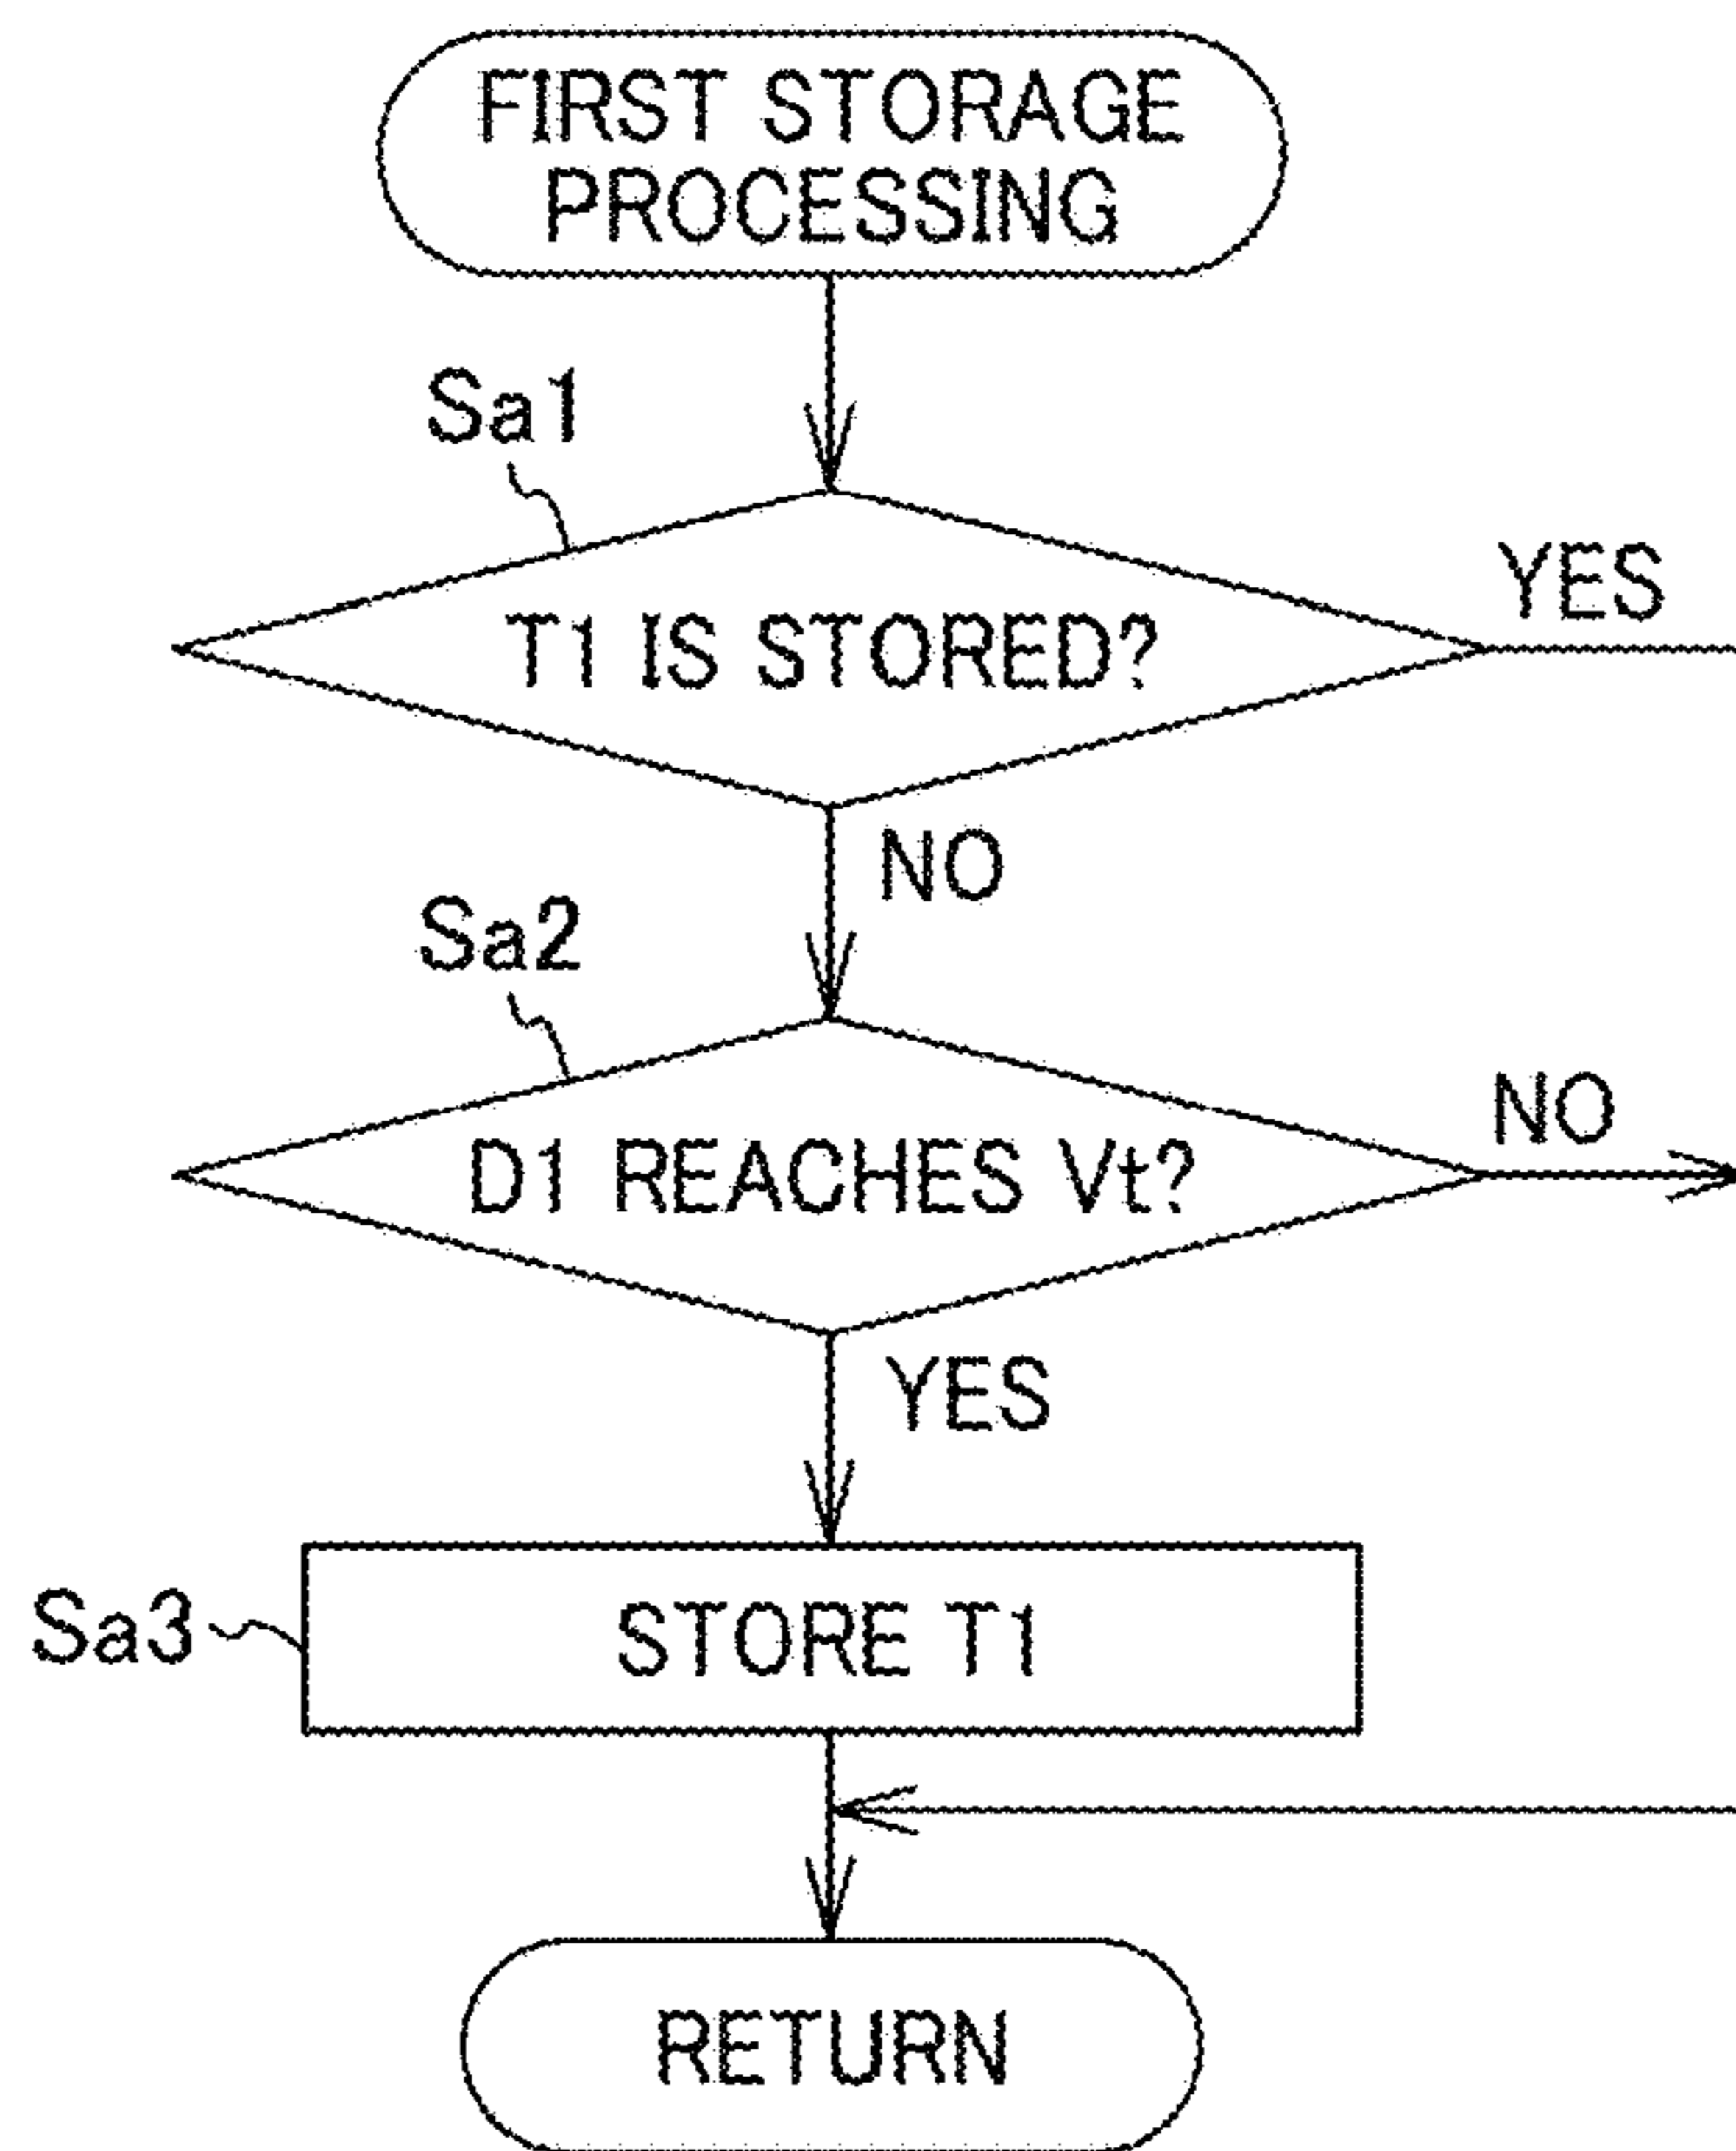 FIRST STORAGE
PROCESSING
Sa1
T1 IS STORED?
YES
NO
Sa2
D1 REACHES Vt?
NO
YES
Sa3
STORE T1
RETURN